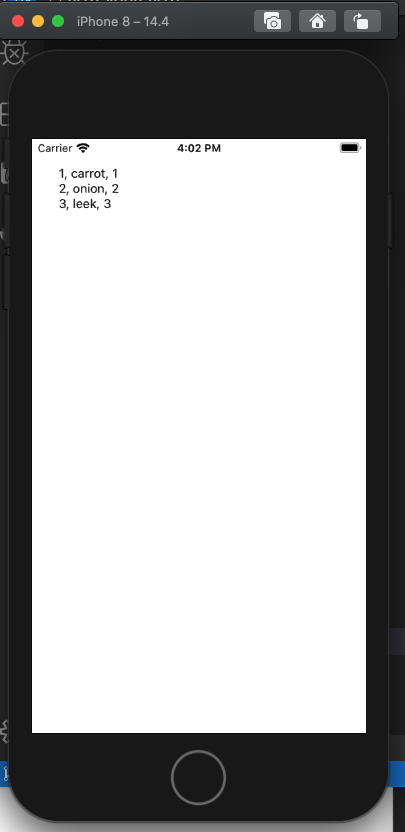 iPhone 8 – 14.4
Carrier
4:02 PM
1, carrot, 1
2, onion, 2
3, leek, 3